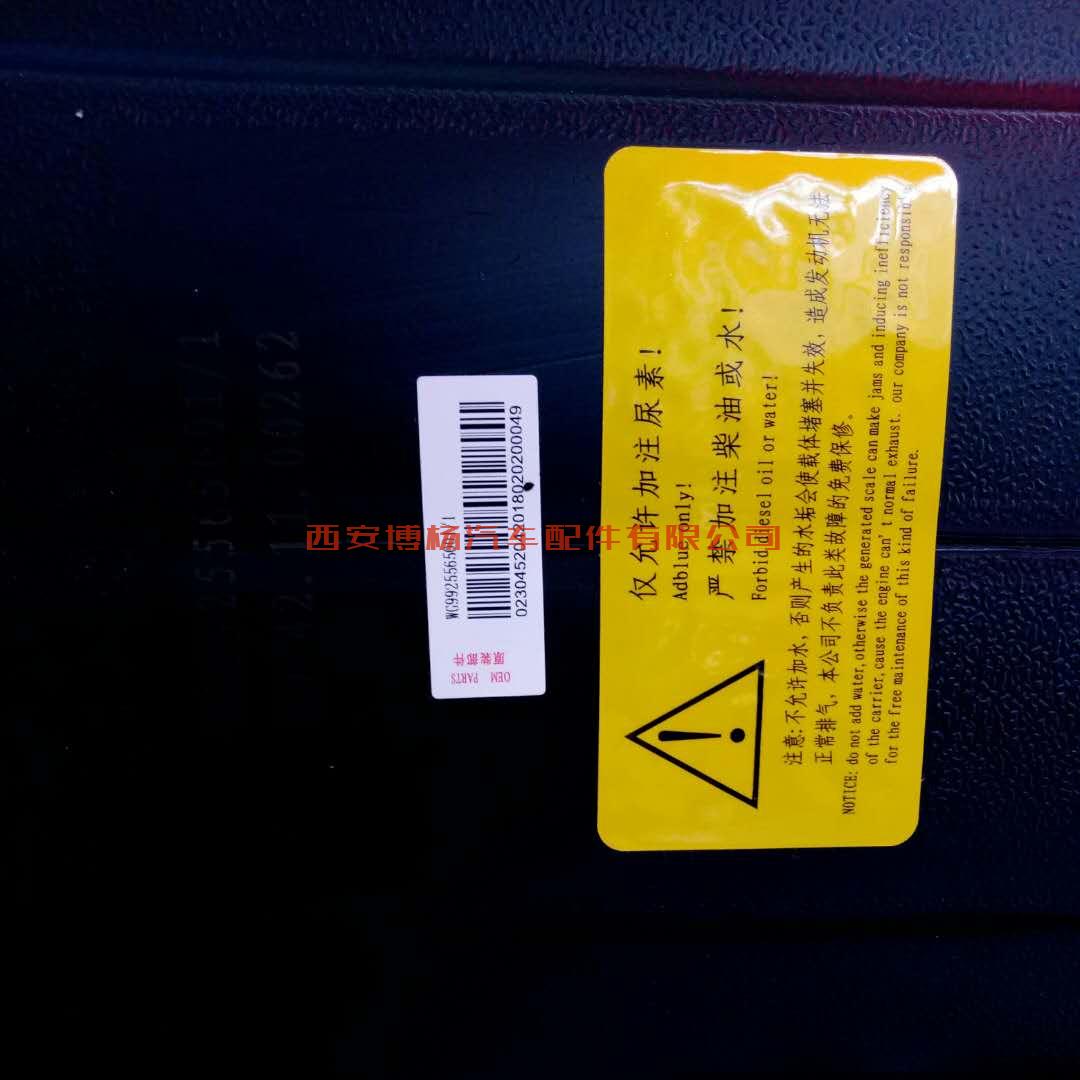 仅允许加注尿素!
Adblue only!
严禁加注柴油或水!
Forbid diesel oil or water!
注意:不允许加水,否则产生的水垢会使载体堵塞并失效,造成发动机无法
正常排气,本公司不负责此类故障的免费保修。
NOTICE: do not add water, otherwise the generated scale can make jams and inducing inefficiency
of the carrier, cause the engine can't normal exhaust. our company is not responsible
for the free maintenance of this kind of failure.
原装部件
OEM PARTS
西安博杨汽车配件有限公司